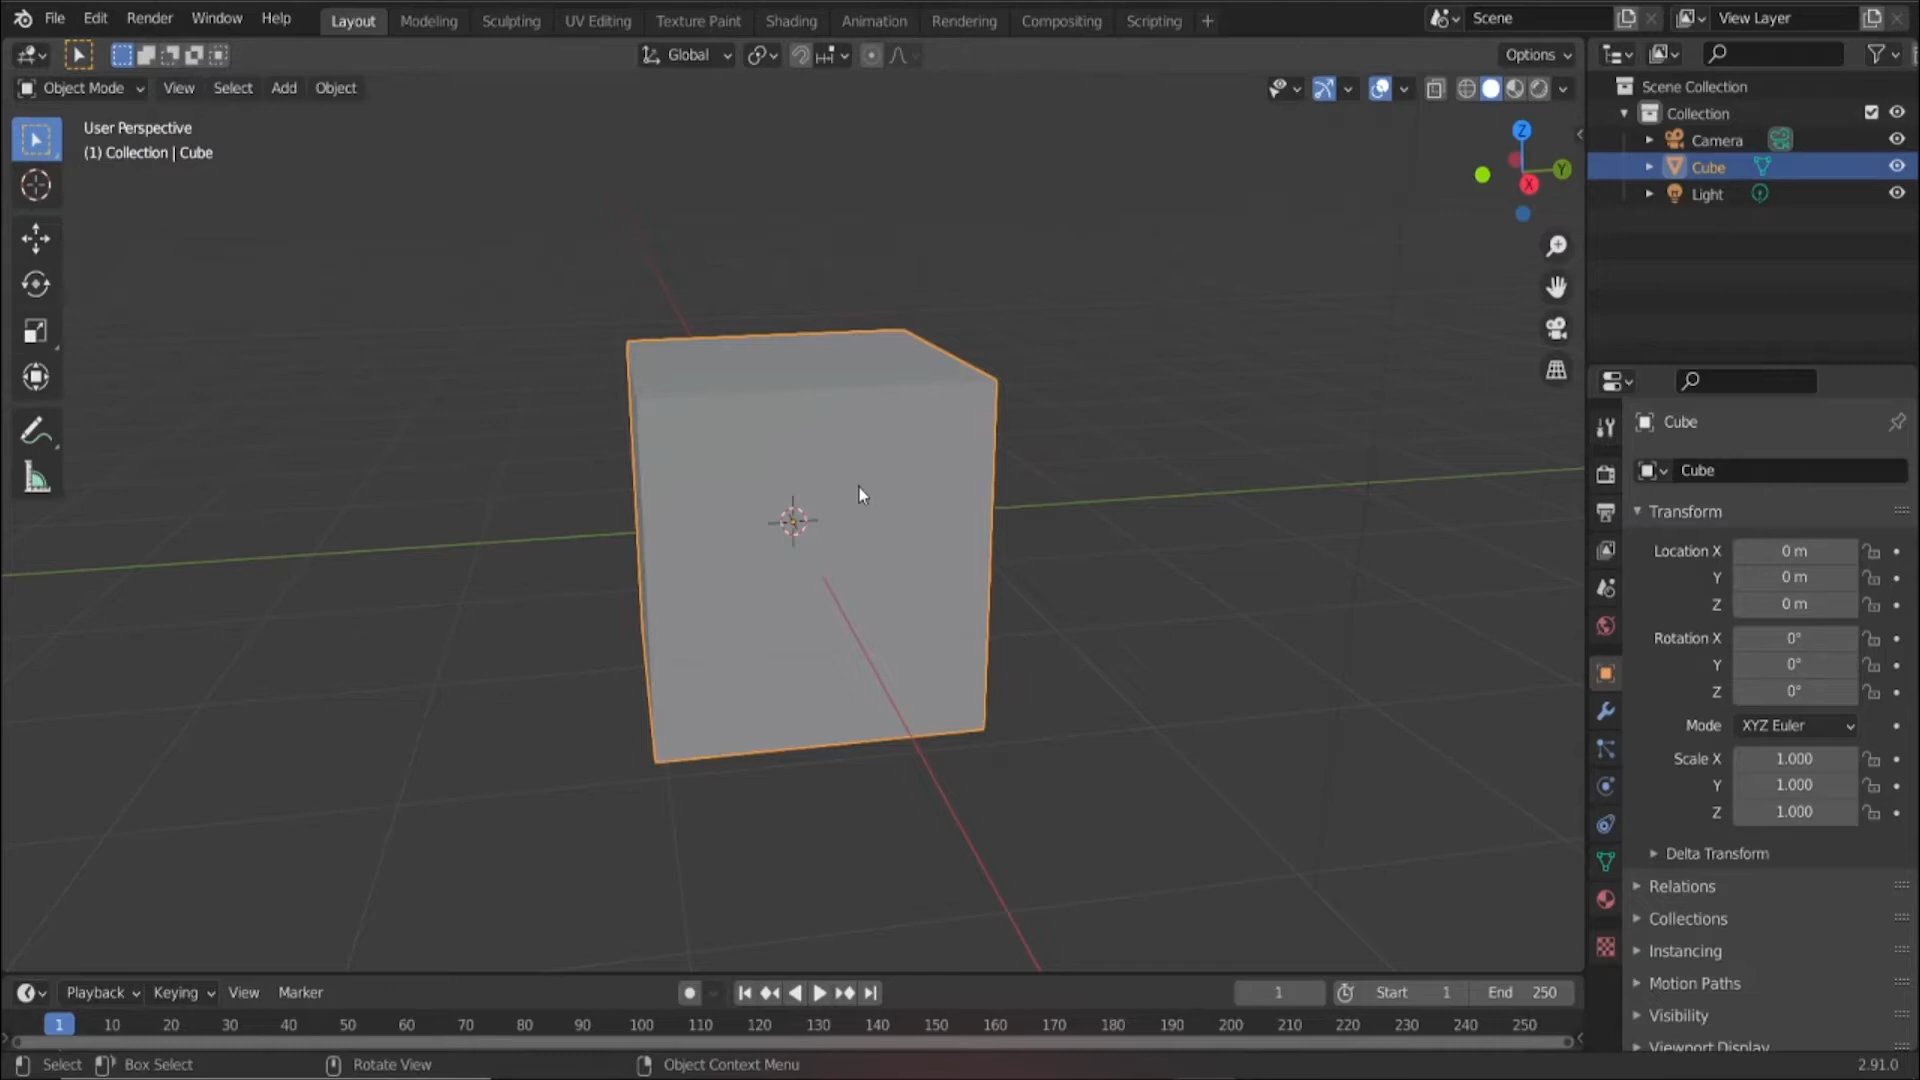 File Edit Render Window Help Layout Modeling Sculpting UV Editing Texture Paint Shading Animation Rendering Compositing Scripting + Scene View Layer
Global Options
Object Mode View Select Add Object
User Perspective
(1) Collection | Cube
Z
Y
X
Scene Collection
Collection
Camera
Cube
Light
Cube
Cube
Transform
Location X 0 m
Y 0 m
Z 0 m
Rotation X 0°
Y 0°
Z 0°
Mode XYZ Euler
Scale X 1.000
Y 1.000
Z 1.000
Delta Transform
Relations
Collections
Instancing
Motion Paths
Visibility
Viewport Display
Playback Keying View Marker 1 Start 1 End 250
1 10 20 30 40 50 60 70 80 90 100 110 120 130 140 150 160 170 180 190 200 210 220 230 240 250
Select Box Select Rotate View Object Context Menu 2.91.0